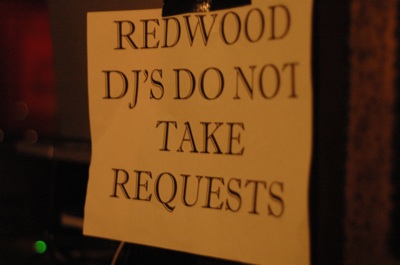 REDWOOD
DJ'S DO NOT
TAKE
REQUESTS